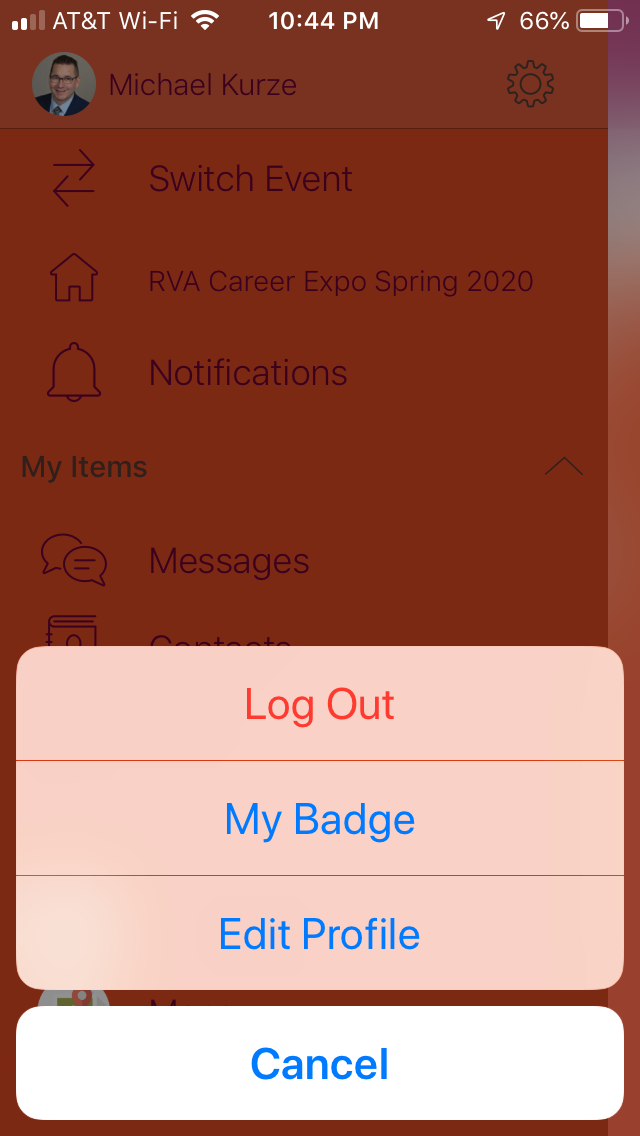 AT&T Wi-Fi 10:44 PM 66%
Michael Kurze
Switch Event
RVA Career Expo Spring 2020
Notifications
My Items
Messages
Contacts
Log Out
My Badge
Edit Profile
Cancel